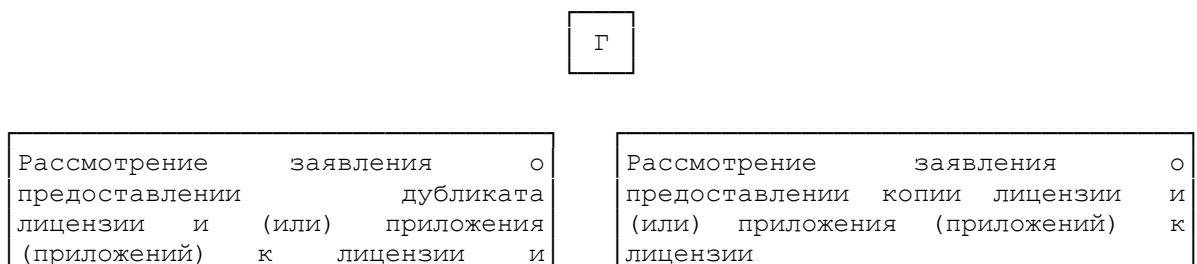 Г
Рассмотрение заявления о
предоставлении дубликата
лицензии и (или) приложения
(приложений) к лицензии и
Рассмотрение заявления о
предоставлении копии лицензии и
(или) приложения (приложений) к
лицензии